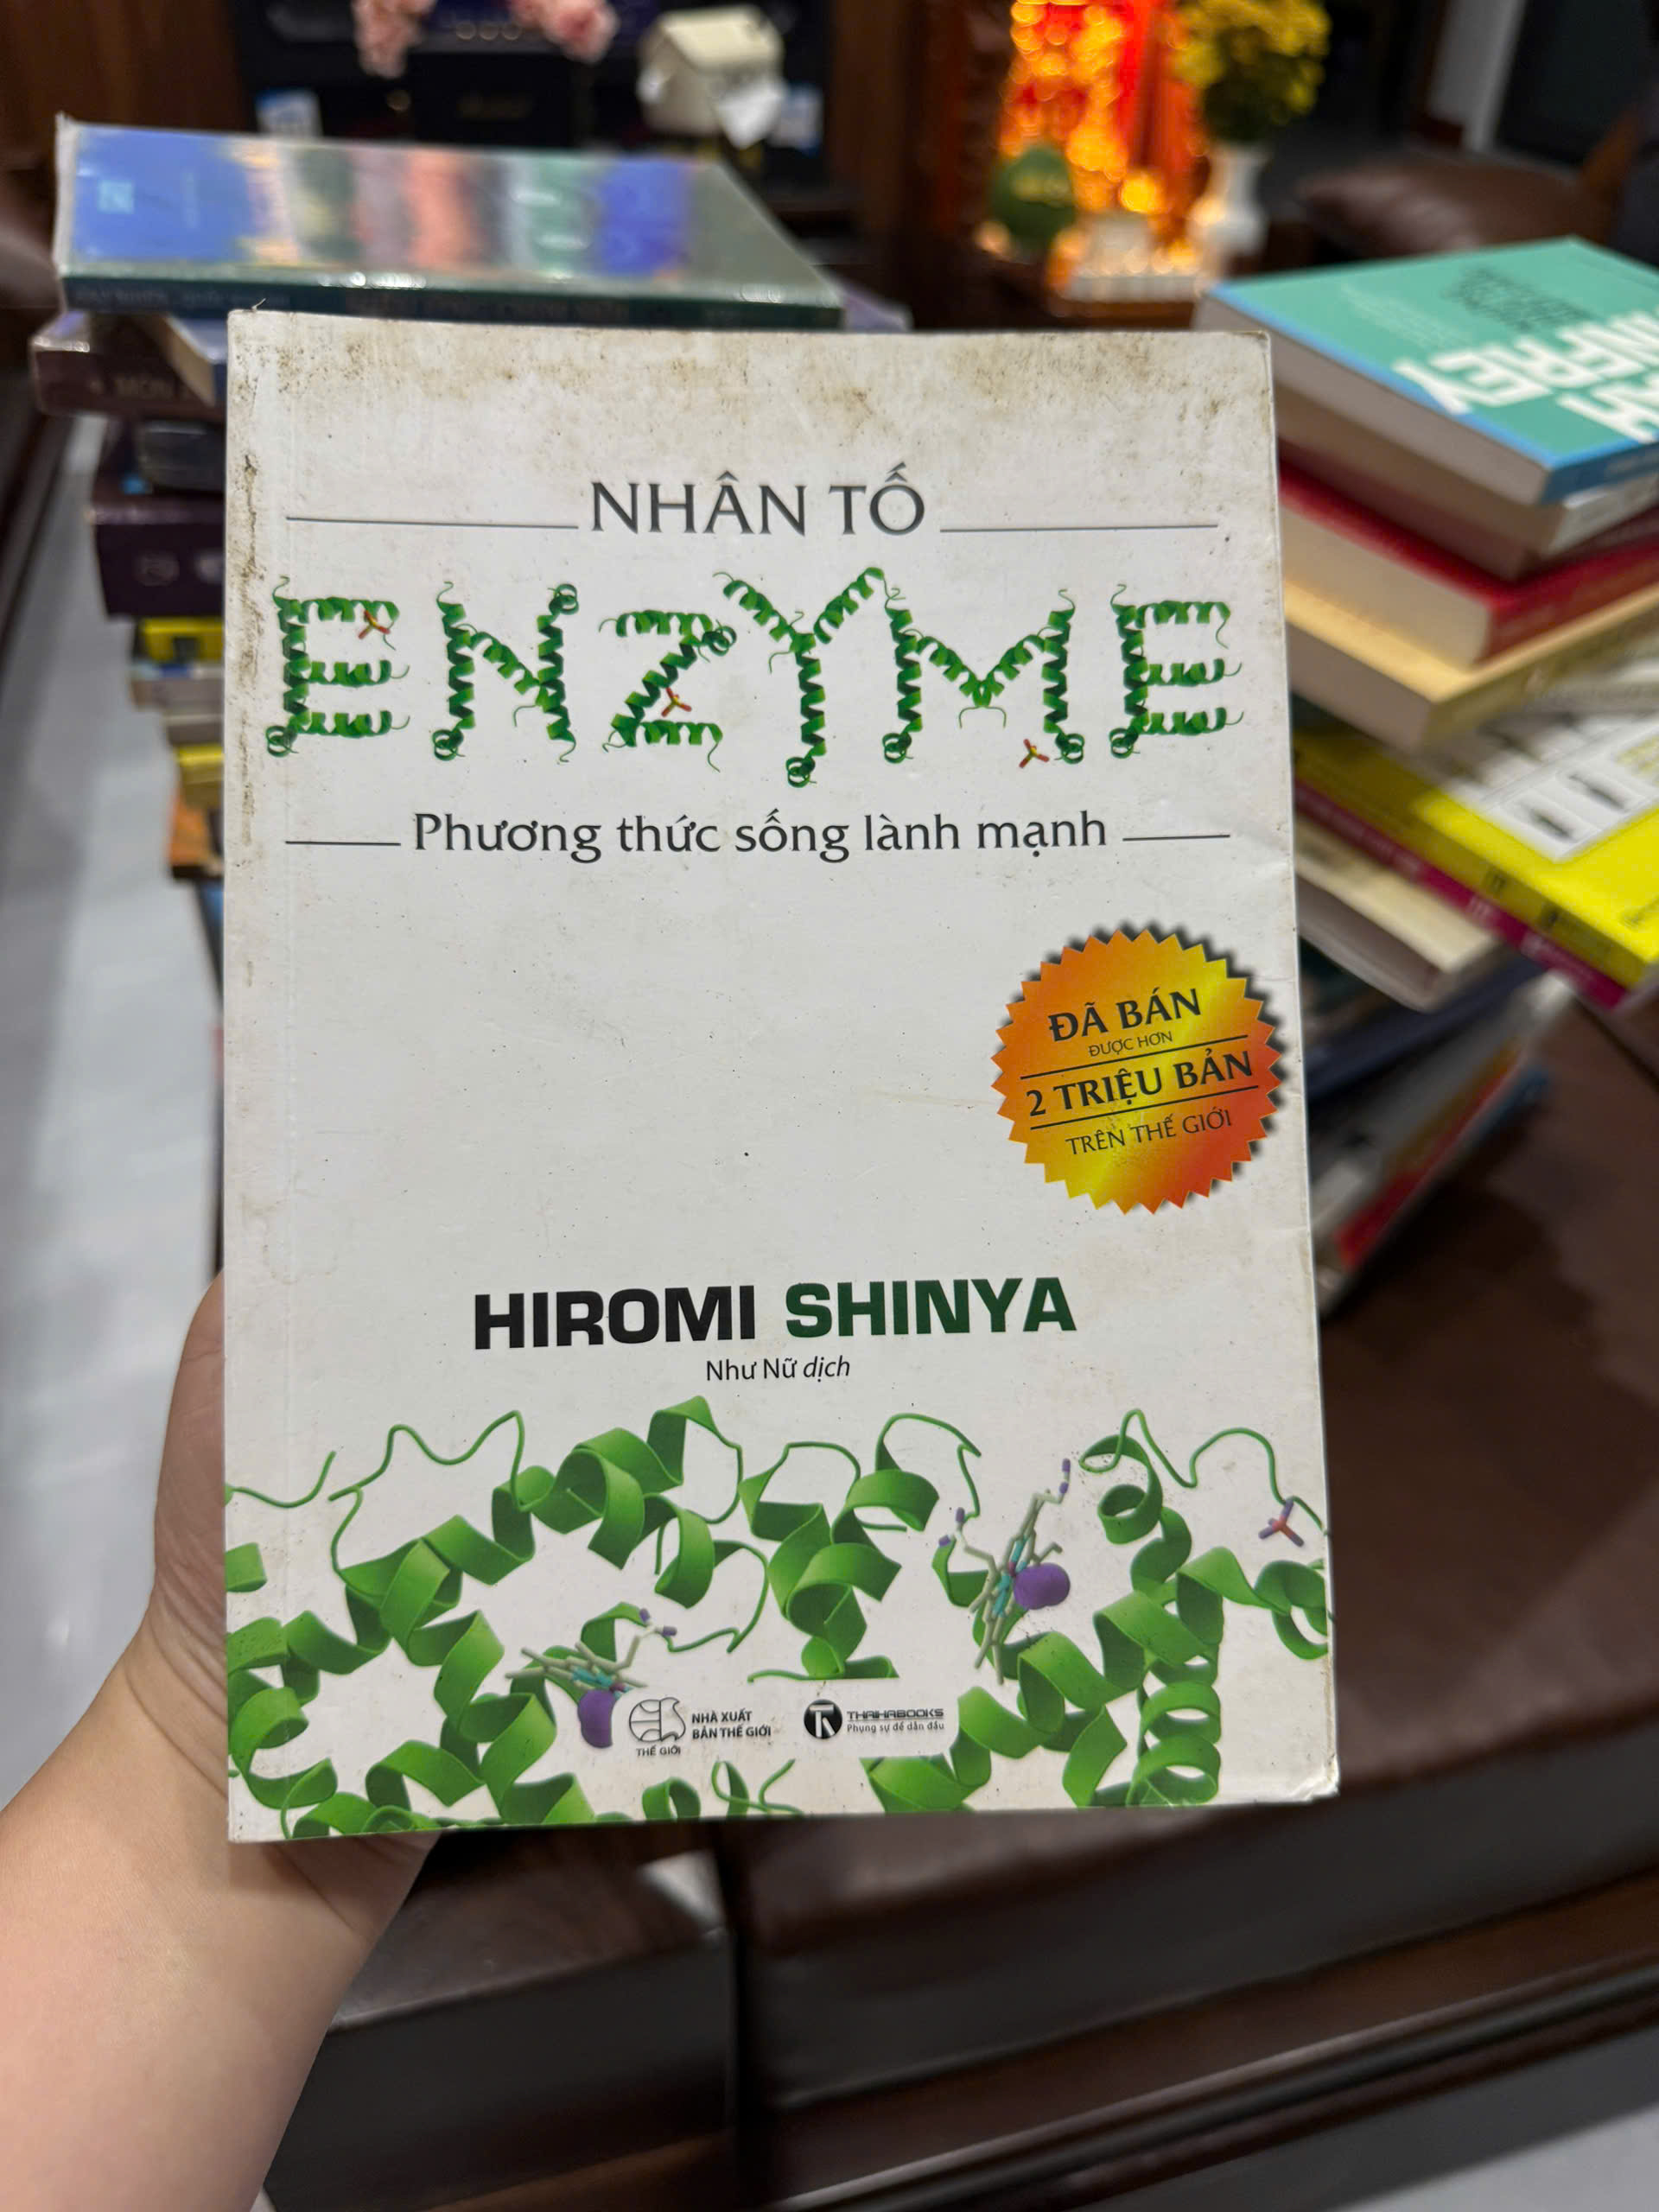 NHÂN TỐ
ENZYME
Phương thức sống lành mạnh
ĐÃ BÁN
ĐƯỢC HƠN
2 TRIỆU BẢN
TRÊN THẾ GIỚI
HIROMI SHINYA
Như Nữ dịch
NHÀ XUẤT
BẢN THẾ GIỚI
THẾ GIỚI
THAIHABOOKS
Phụng sự để dẫn đầu